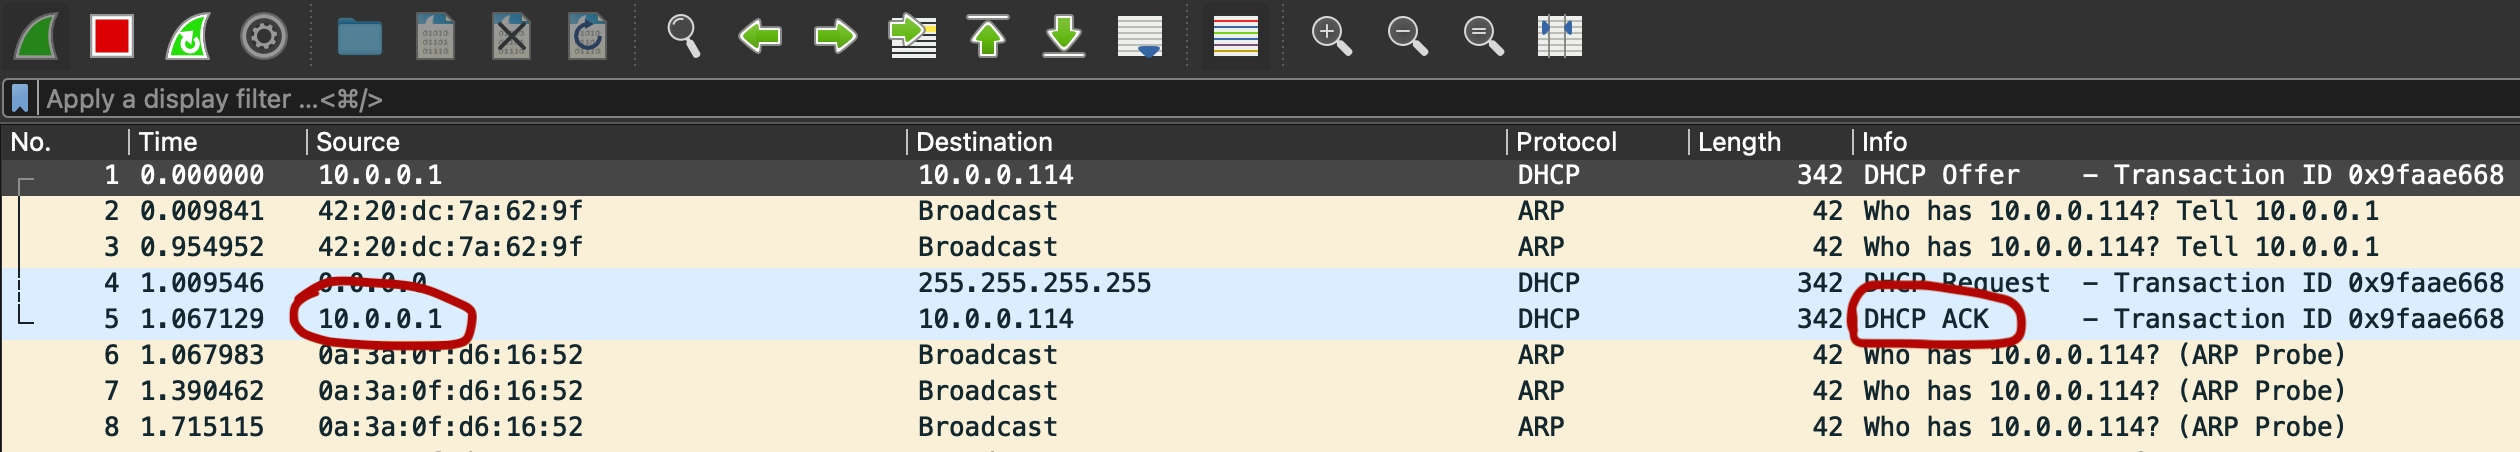 Apply a display filter ...<⌘/>
No. Time Source Destination Protocol Length Info
1 0.000000 10.0.0.1 10.0.0.114 DHCP 342 DHCP Offer – Transaction ID 0x9faae668
2 0.009841 42:20:dc:7a:62:9f Broadcast ARP 42 Who has 10.0.0.114? Tell 10.0.0.1
3 0.954952 42:20:dc:7a:62:9f Broadcast ARP 42 Who has 10.0.0.114? Tell 10.0.0.1
4 1.009546 0.0.0.0 255.255.255.255 DHCP 342 DHCP Request – Transaction ID 0x9faae668
5 1.067129 10.0.0.1 10.0.0.114 DHCP 342 DHCP ACK – Transaction ID 0x9faae668
6 1.067983 0a:3a:0f:d6:16:52 Broadcast ARP 42 Who has 10.0.0.114? (ARP Probe)
7 1.390462 0a:3a:0f:d6:16:52 Broadcast ARP 42 Who has 10.0.0.114? (ARP Probe)
8 1.715115 0a:3a:0f:d6:16:52 Broadcast ARP 42 Who has 10.0.0.114? (ARP Probe)